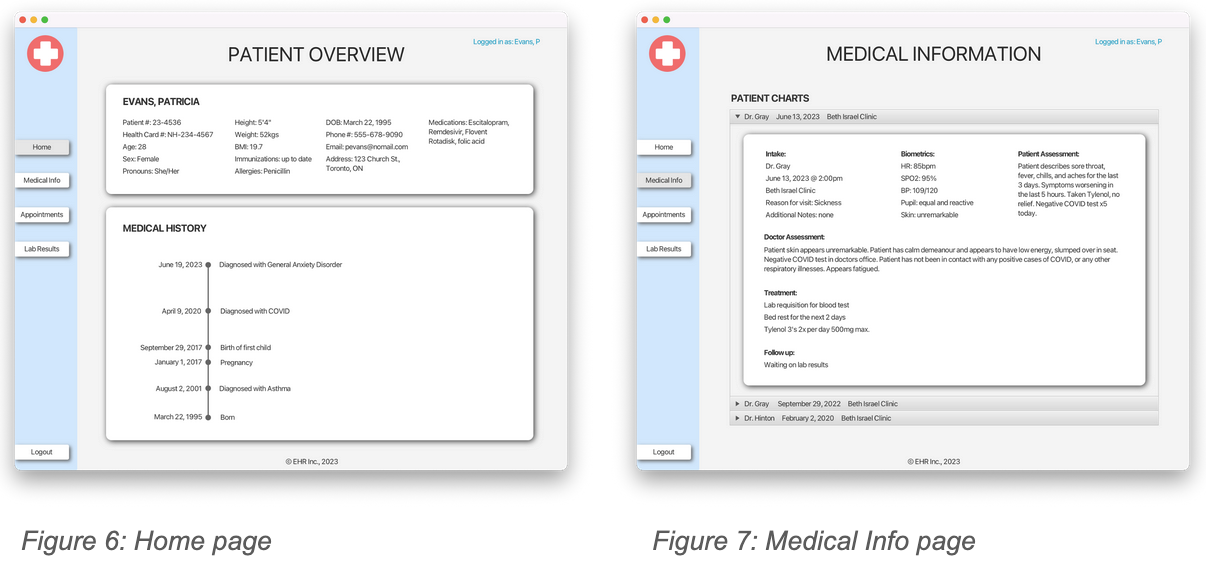 Logged in as: Evans, P
PATIENT OVERVIEW
EVANS, PATRICIA
Patient #: 23-4536
Health Card #: NH-234-4567
Age: 28
Sex: Female
Pronouns: She/Her
Height: 5'4"
Weight: 52kgs
BMI: 19.7
Immunizations: up to date
Allergies: Penicillin
DOB: March 22, 1995
Phone #: 555-678-9090
Email: pevans@nomail.com
Address: 123 Church St.,
Toronto, ON
Medications: Escitalopram,
Remdesivir, Flovent
Rotadisk, folic acid
Home
Medical Info
Appointments
Lab Results
Logout
MEDICAL HISTORY
June 19, 2023 Diagnosed with General Anxiety Disorder
April 9, 2020 Diagnosed with COVID
September 29, 2017 Birth of first child
January 1, 2017 Pregnancy
August 2, 2001 Diagnosed with Asthma
March 22, 1995 Born
© EHR Inc., 2023
Figure 6: Home page
Logged in as: Evans, P
MEDICAL INFORMATION
Home
Medical Info
Appointments
Lab Results
Logout
PATIENT CHARTS
Dr. Gray June 13, 2023 Beth Israel Clinic
Intake:
Dr. Gray
June 13, 2023 @ 2:00pm
Beth Israel Clinic
Reason for visit: Sickness
Additional Notes: none
Biometrics:
HR: 85bpm
SPO2: 95%
BP: 109/120
Pupil: equal and reactive
Skin: unremarkable
Patient Assessment:
Patient describes sore throat,
fever, chills, and aches for the last
3 days. Symptoms worsening in
the last 5 hours. Taken Tylenol, no
relief. Negative COVID test x5
today.
Doctor Assessment:
Patient skin appears unremarkable. Patient has calm demeanour and appears to have low energy, slumped over in seat.
Negative COVID test in doctors office. Patient has not been in contact with any positive cases of COVID, or any other
respiratory illnesses. Appears fatigued.
Treatment:
Lab requisition for blood test
Bed rest for the next 2 days
Tylenol 3's 2x per day 500mg max.
Follow up:
Waiting on lab results
Dr. Gray September 29, 2022 Beth Israel Clinic
Dr. Hinton February 2, 2020 Beth Israel Clinic
© EHR Inc., 2023
Figure 7: Medical Info page